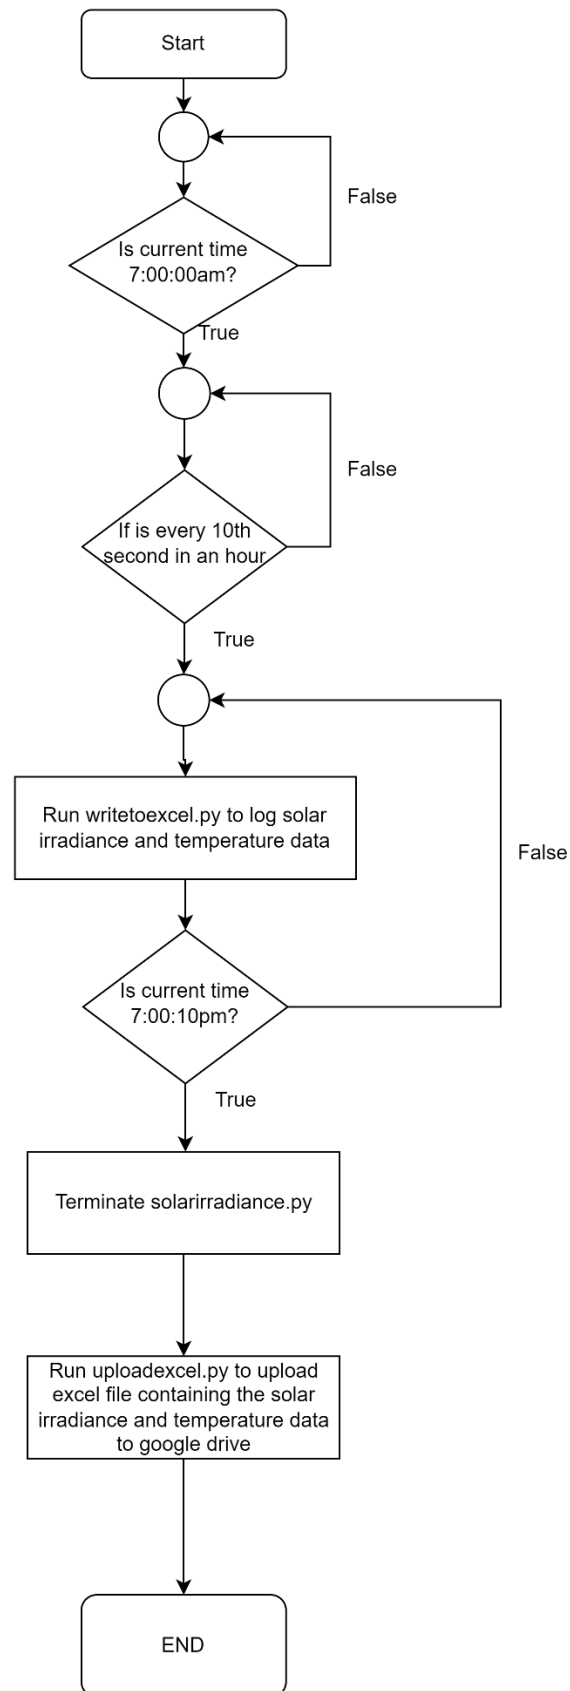 Start
False
Is current time
7:00:00am?
True
False
If is every 10th
second in an hour
True
Run writetoexcel.py to log solar
irradiance and temperature data
False
Is current time
7:00:10pm?
True
Terminate solarirradiance.py
Run uploadexcel.py to upload
excel file containing the solar
irradiance and temperature data
to google drive
END